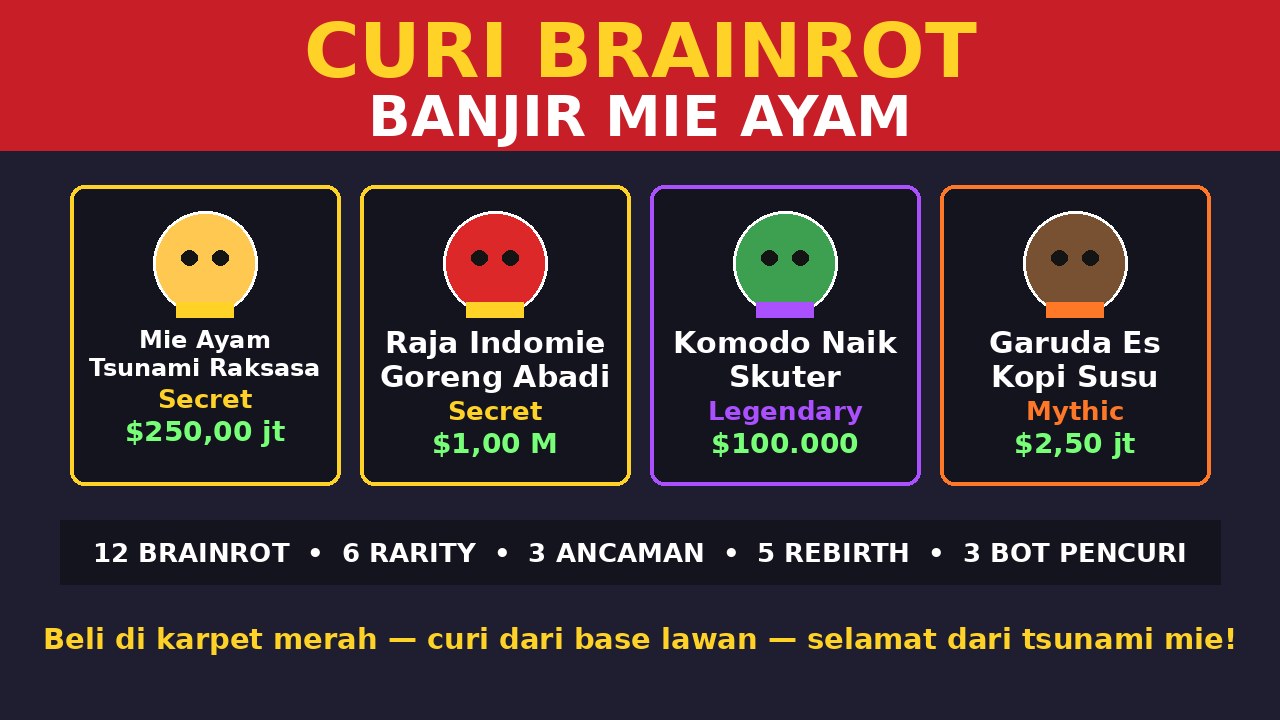 CURI BRAINROT
BANJIR MIE AYAM
Mie Ayam
Tsunami Raksasa
Secret
$250,00 jt
Raja Indomie
Goreng Abadi
Secret
$1,00 M
Komodo Naik
Skuter
Legendary
$100.000
Garuda Es
Kopi Susu
Mythic
$2,50 jt
12 BRAINROT • 6 RARITY • 3 ANCAMAN • 5 REBIRTH • 3 BOT PENCURI
Beli di karpet merah — curi dari base lawan — selamat dari tsunami mie!